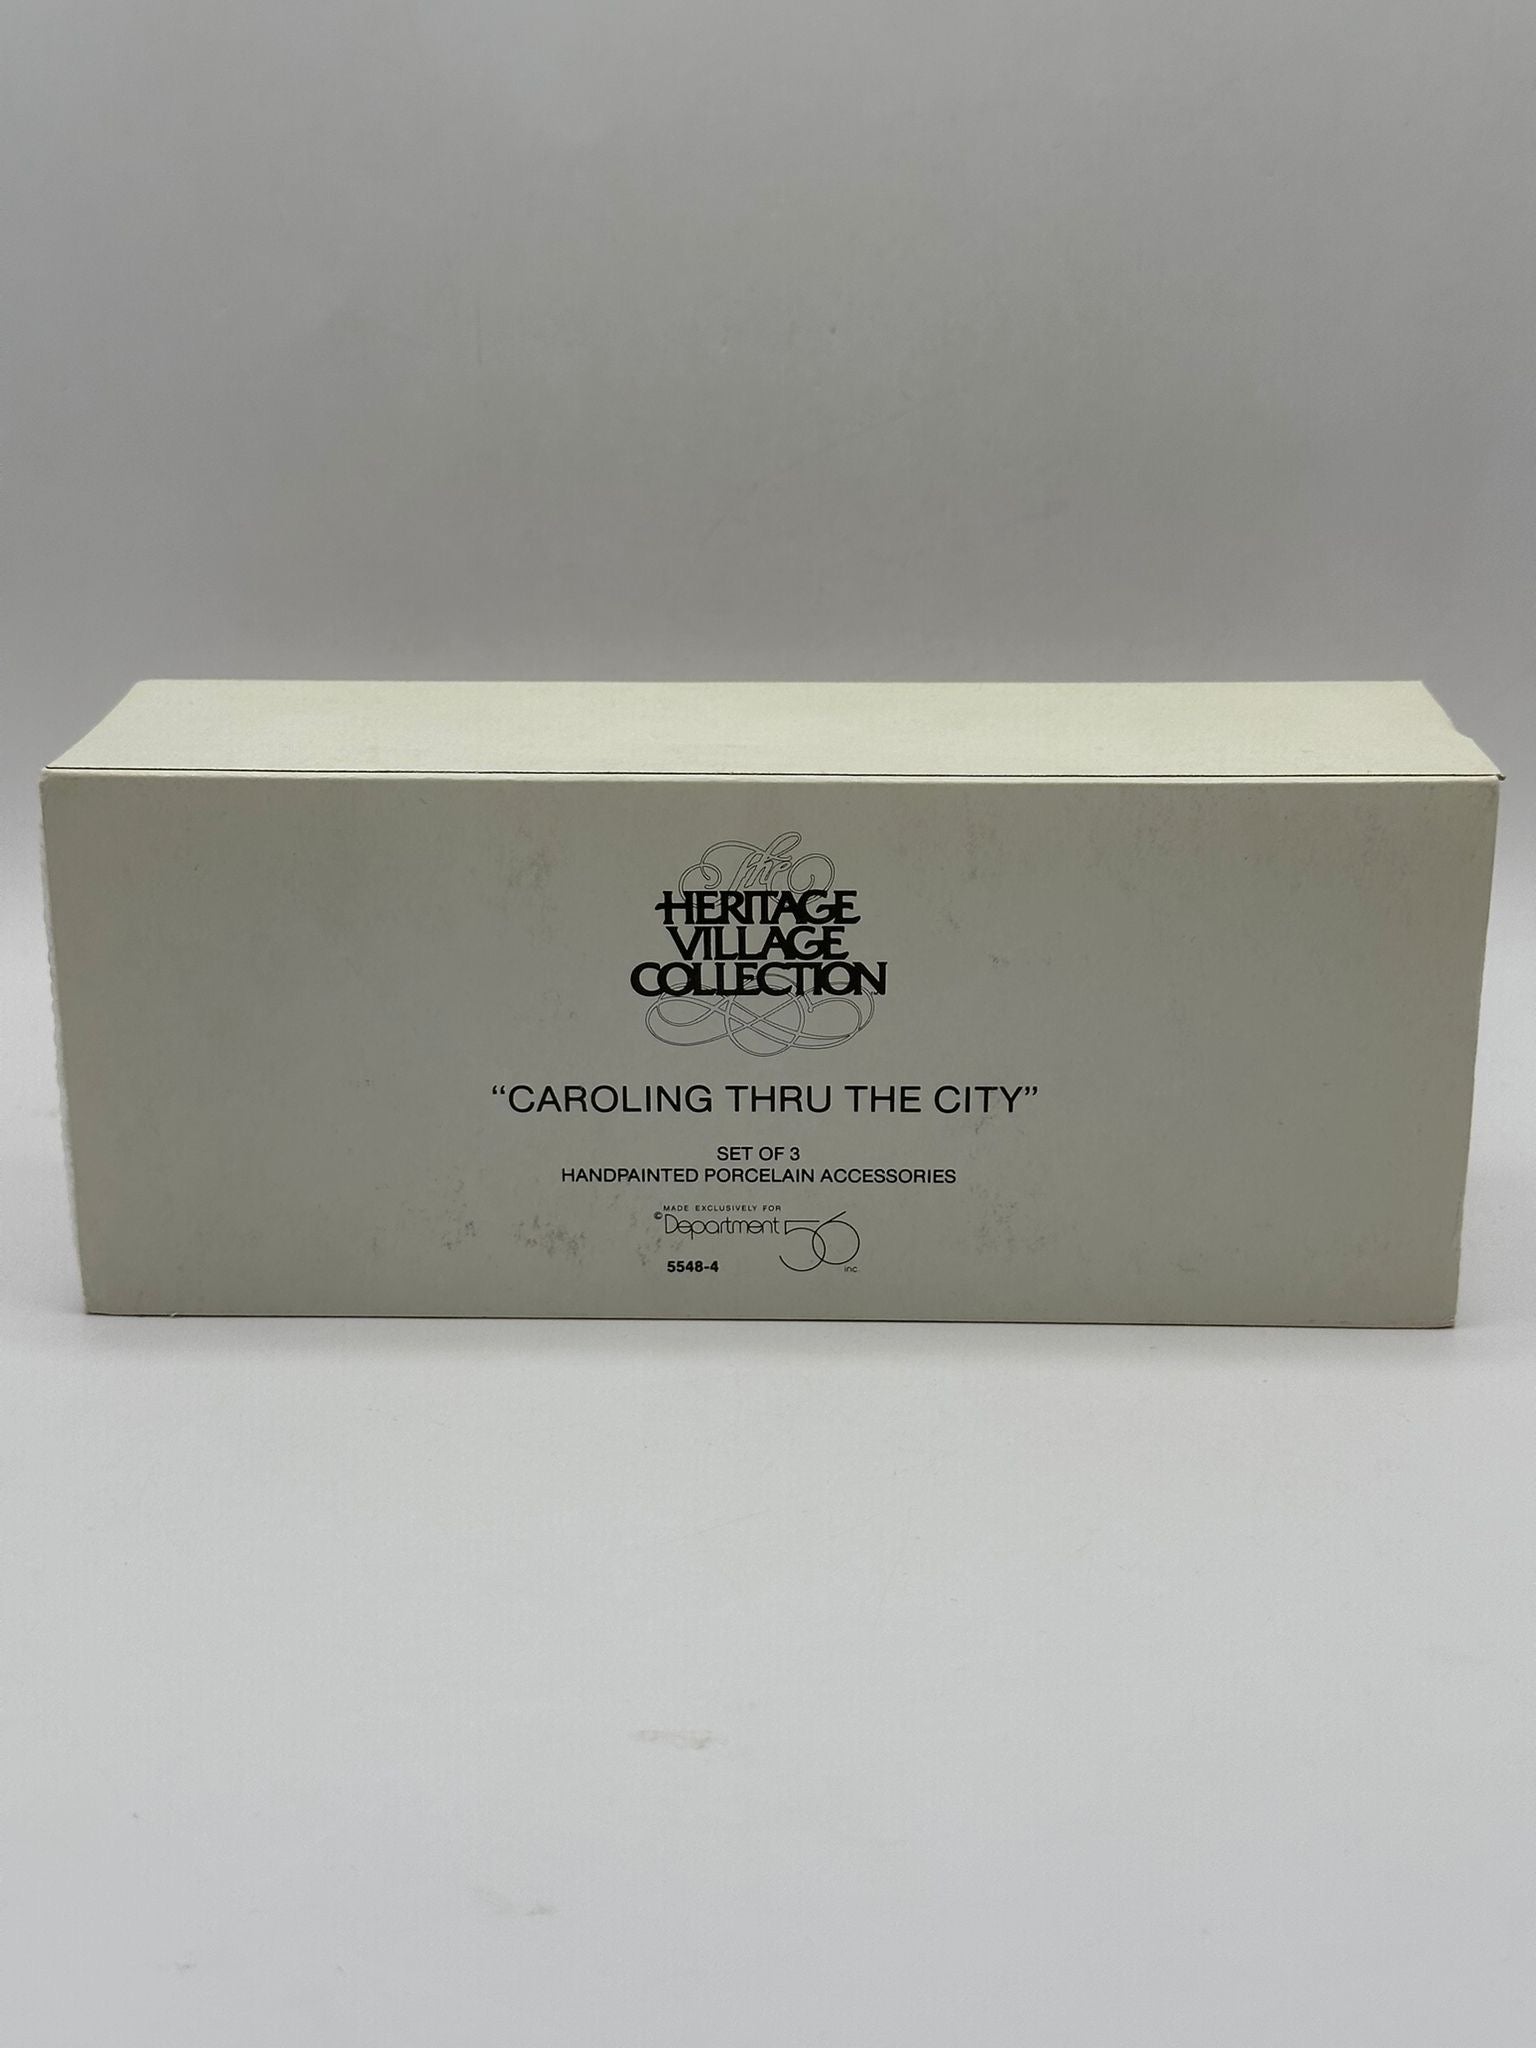 The
HERITAGE
VILLAGE
COLLECTION
“CAROLING THRU THE CITY”
SET OF 3
HANDPAINTED PORCELAIN ACCESSORIES
MADE EXCLUSIVELY FOR
©Department 56 inc.
5548-4